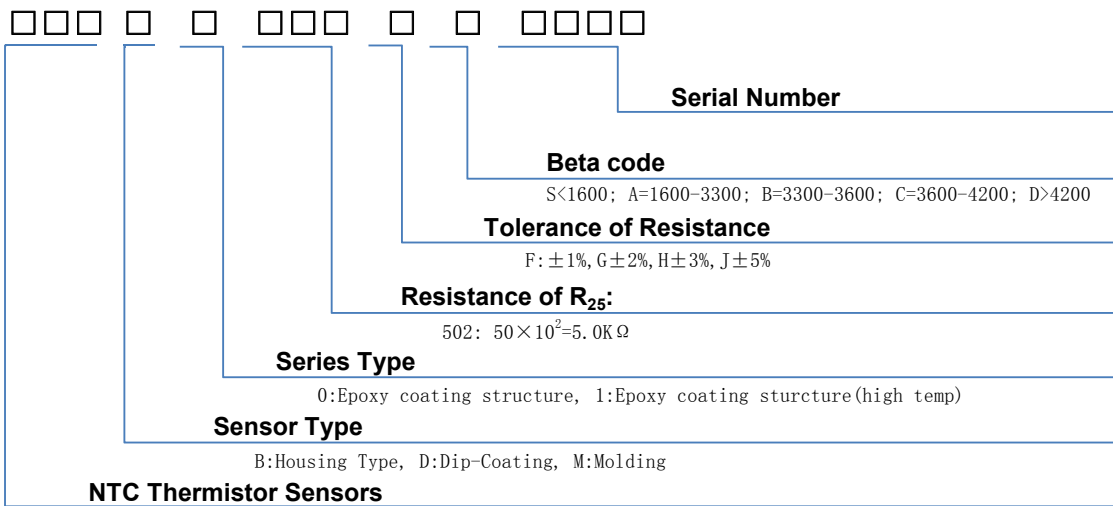 □□□ □ □ □□□ □ □ □□□□
Serial Number
Beta code
S<1600; A=1600-3300; B=3300-3600; C=3600-4200; D>4200
Tolerance of Resistance
F:±1%,G±2%,H±3%,J±5%
Resistance of R₂₅:
502: 50×10²=5.0KΩ
Series Type
0:Epoxy coating structure, 1:Epoxy coating sturcture(high temp)
Sensor Type
B:Housing Type, D:Dip-Coating, M:Molding
NTC Thermistor Sensors